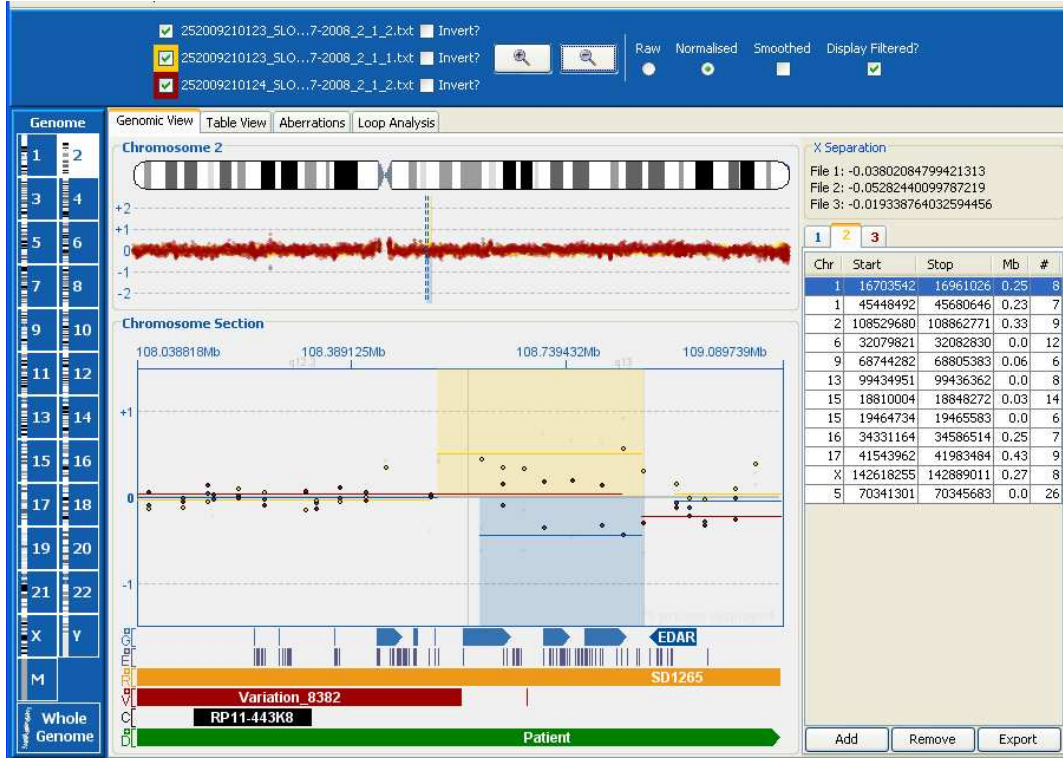 252009210123_SLO...7-2008_2_1_2.txt Invert?
252009210123_SLO...7-2008_2_1_1.txt Invert?
252009210124_SLO...7-2008_2_1_2.txt Invert?
Raw Normalised Smoothed Display Filtered?
Genome
1 2
3 4
5 6
7 8
9 10
11 12
13 14
15 16
17 18
19 20
21 22
X Y
M
Whole Genome
Genomic View Table View Aberrations Loop Analysis
Chromosome 2
+2
+1
0
-1
-2
Chromosome Section
108.038818Mb 108.389125Mb 108.739432Mb 109.089739Mb
q12.3 q13
+1
0
-1
G EDAR
E
R SD1265
V Variation_8382
C RP11-443K8
D Patient
X Separation
File 1: -0.03802084799421313
File 2: -0.05282440099787219
File 3: -0.019338764032594456
1 2 3
Chr Start Stop Mb #
1 16703542 16961026 0.25 8
1 45448492 45680646 0.23 7
2 108529680 108862771 0.33 9
6 32079821 32082830 0.0 12
9 68744282 68805383 0.06 6
13 99434951 99436362 0.0 8
15 18810004 18848272 0.03 14
15 19464734 19465583 0.0 6
16 34331164 34586514 0.25 7
17 41543962 41983484 0.43 9
X 142618255 142889011 0.27 8
5 70341301 70345683 0.0 26
Add Remove Export